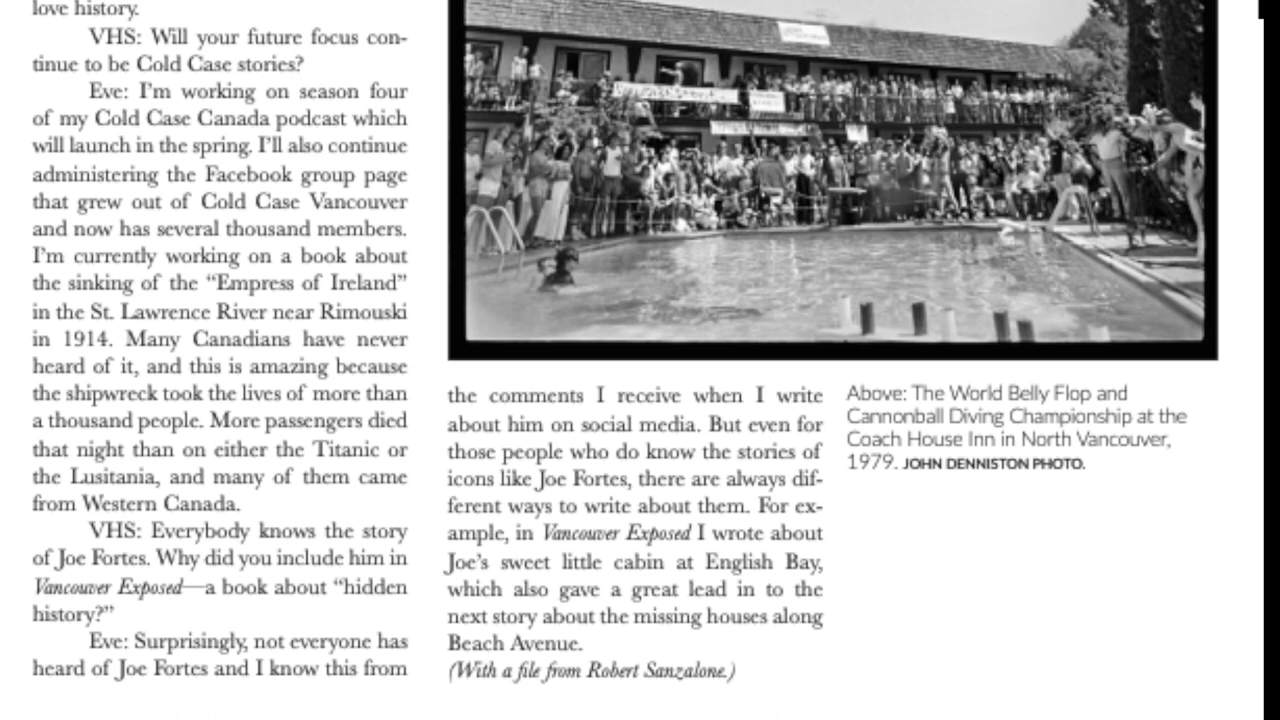 love history.
VHS: Will your future focus con-
tinue to be Cold Case stories?
Eve: I'm working on season four
of my Cold Case Canada podcast which
will launch in the spring. I'll also continue
administering the Facebook group page
that grew out of Cold Case Vancouver
and now has several thousand members.
I'm currently working on a book about
the sinking of the “Empress of Ireland”
in the St. Lawrence River near Rimouski
in 1914. Many Canadians have never
heard of it, and this is amazing because
the shipwreck took the lives of more than
a thousand people. More passengers died
that night than on either the Titanic or
the Lusitania, and many of them came
from Western Canada.
VHS: Everybody knows the story
of Joe Fortes. Why did you include him in
Vancouver Exposed—a book about “hidden
history?”
Eve: Surprisingly, not everyone has
heard of Joe Fortes and I know this from
the comments I receive when I write
about him on social media. But even for
those people who do know the stories of
icons like Joe Fortes, there are always dif-
ferent ways to write about them. For ex-
ample, in Vancouver Exposed I wrote about
Joe's sweet little cabin at English Bay,
which also gave a great lead in to the
next story about the missing houses along
Beach Avenue.
(With a file from Robert Sanzalone.)
Above: The World Belly Flop and
Cannonball Diving Championship at the
Coach House Inn in North Vancouver,
1979. JOHN DENNISTON PHOTO.